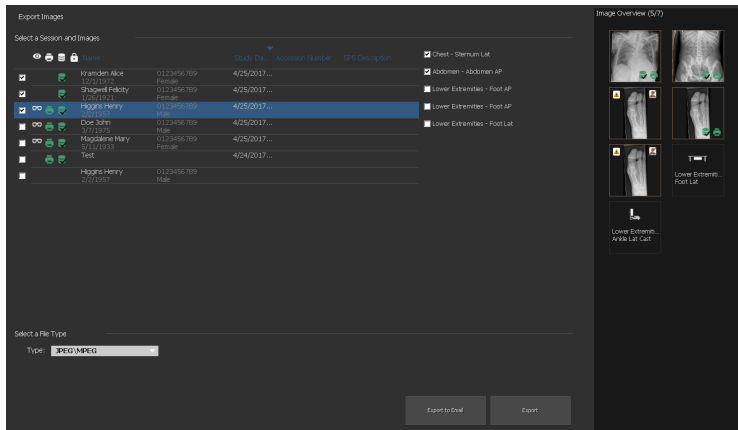 Export Images
Image Overview (5/7)
Select a Session and Images
Name
Study Da... Accession Number SPS Description
Kramden Alice 0123456789 4/25/2017...
12/1/1972 Female
Shagwell Felicity 0123456789 4/25/2017...
1/26/1921 Female
Higgins Henry 0123456789 4/25/2017...
2/2/1957 Male
Doe John 0123456789 4/25/2017...
3/7/1975 Male
Magdalene Mary 0123456789 4/25/2017...
5/11/1933 Female
Test 4/24/2017...
Higgins Henry 0123456789
2/2/1957 Male
Chest - Sternum Lat
Abdomen - Abdomen AP
Lower Extremities - Foot AP
Lower Extremities - Foot AP
Lower Extremities - Foot Lat
Lower Extremiti...
Foot Lat
Lower Extremiti...
Ankle Lat Cast
Select a File Type
Type: JPEG\MPEG
Export to Email
Export